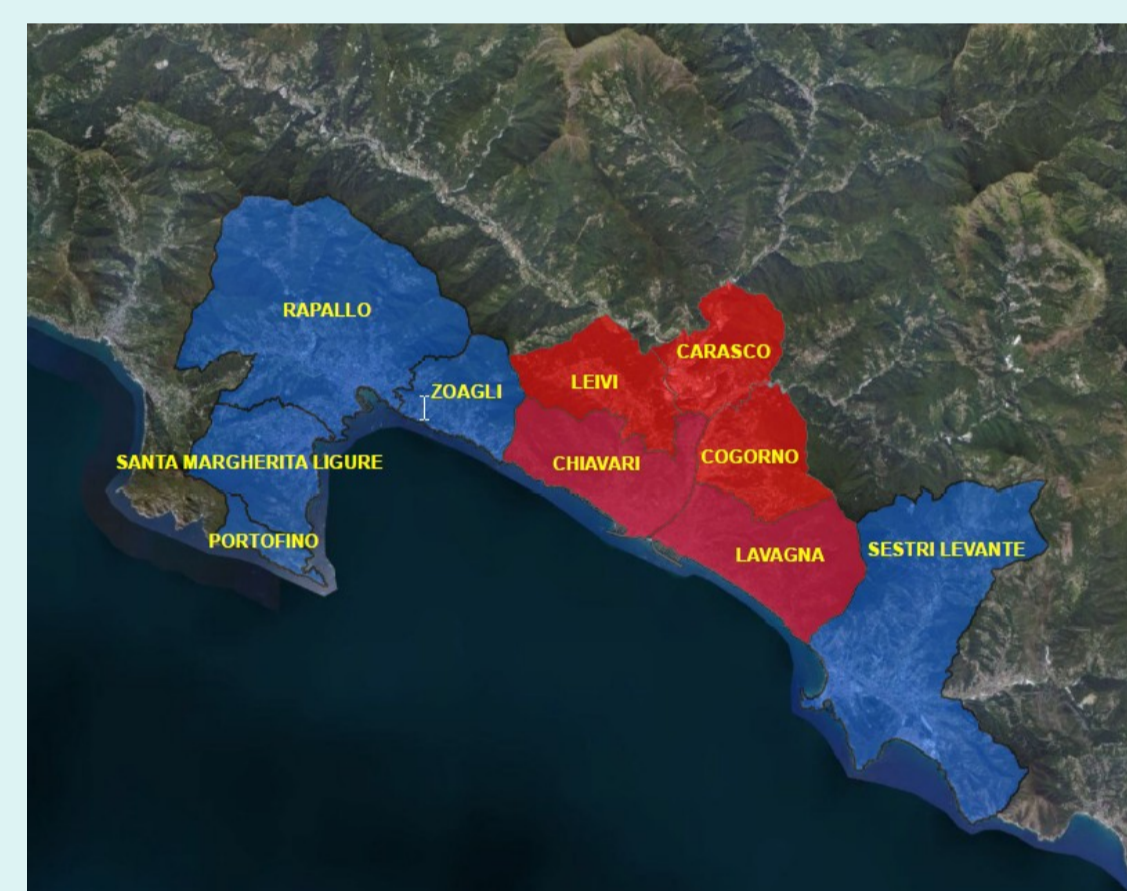 RAPALLO
CARASCO
LEIVI
ZOAGLI
COGORNO
SANTA MARGHERITA LIGURE
CHIAVARI
PORTOFINO
SESTRI LEVANTE
LAVAGNA